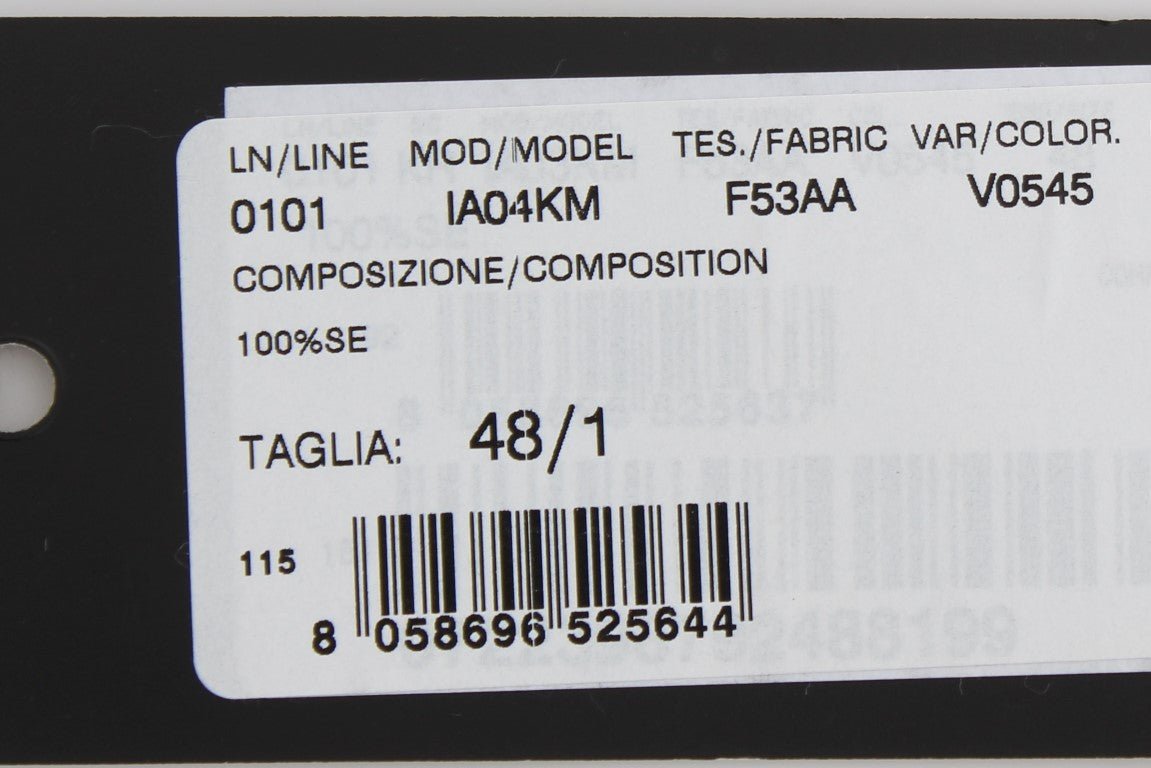 LN/LINE MOD/MODEL TES./FABRIC VAR/COLOR.
0101 IA04KM F53AA V0545
COMPOSIZIONE/COMPOSITION
100%SE
TAGLIA: 48/1
115
8 058696 525644